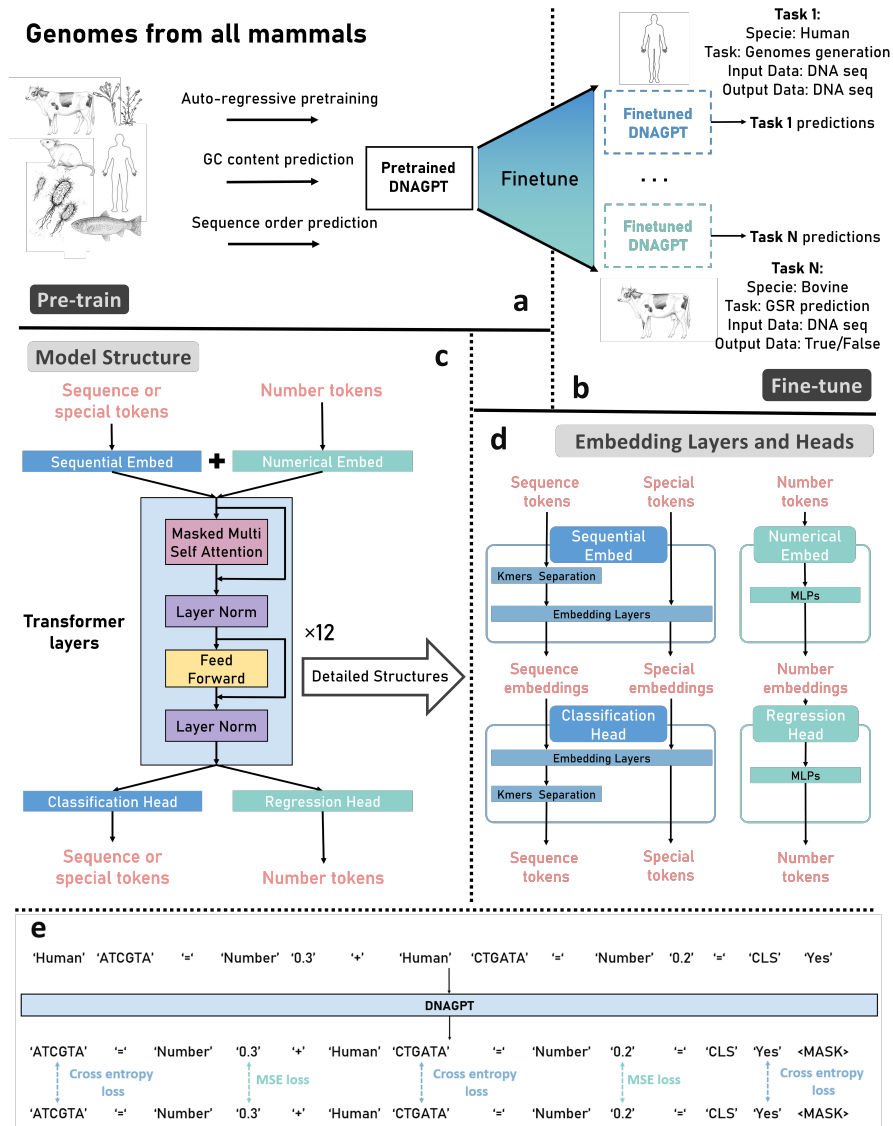 Genomes from all mammals
Auto-regressive pretraining
GC content prediction
Sequence order prediction
Pretrained
DNAGPT
Pre-train
a
Finetune
Task 1:
Specie: Human
Task: Genomes generation
Input Data: DNA seq
Output Data: DNA seq
Finetuned
DNAGPT
Task 1 predictions
...
Finetuned
DNAGPT
Task N predictions
Task N:
Specie: Bovine
Task: GSR prediction
Input Data: DNA seq
Output Data: True/False
b
Fine-tune
Model Structure
c
Sequence or
special tokens
Number tokens
Sequential Embed
+
Numerical Embed
Masked Multi
Self Attention
Layer Norm
Transformer
layers
×12
Feed
Forward
Layer Norm
Detailed Structures
Classification Head
Regression Head
Sequence or
special tokens
Number tokens
d
Embedding Layers and Heads
Sequence
tokens
Special
tokens
Number
tokens
Sequential
Embed
Numerical
Embed
Kmers Separation
MLPs
Embedding Layers
Sequence
embeddings
Special
embeddings
Number
embeddings
Classification
Head
Regression
Head
Embedding Layers
MLPs
Kmers Separation
Sequence
tokens
Special
tokens
Number
tokens
e
‘Human’ ‘ATCGTA’ ‘=‘ ‘Number’ ‘0.3’ ‘+’ ‘Human’ ‘CTGATA’ ‘=‘ ‘Number’ ‘0.2’ ‘=‘ ‘CLS’ ‘Yes’
DNAGPT
‘ATCGTA’ ‘=‘ ‘Number’ ‘0.3’ ‘+’ ‘Human’ ‘CTGATA’ ‘=‘ ‘Number’ ‘0.2’ ‘=‘ ‘CLS’ ‘Yes’ <MASK>
Cross entropy
loss
MSE loss
Cross entropy
loss
MSE loss
Cross entropy
loss
‘ATCGTA’ ‘=‘ ‘Number’ ‘0.3’ ‘+’ ‘Human’ ‘CTGATA’ ‘=‘ ‘Number’ ‘0.2’ ‘=‘ ‘CLS’ ‘Yes’ <MASK>